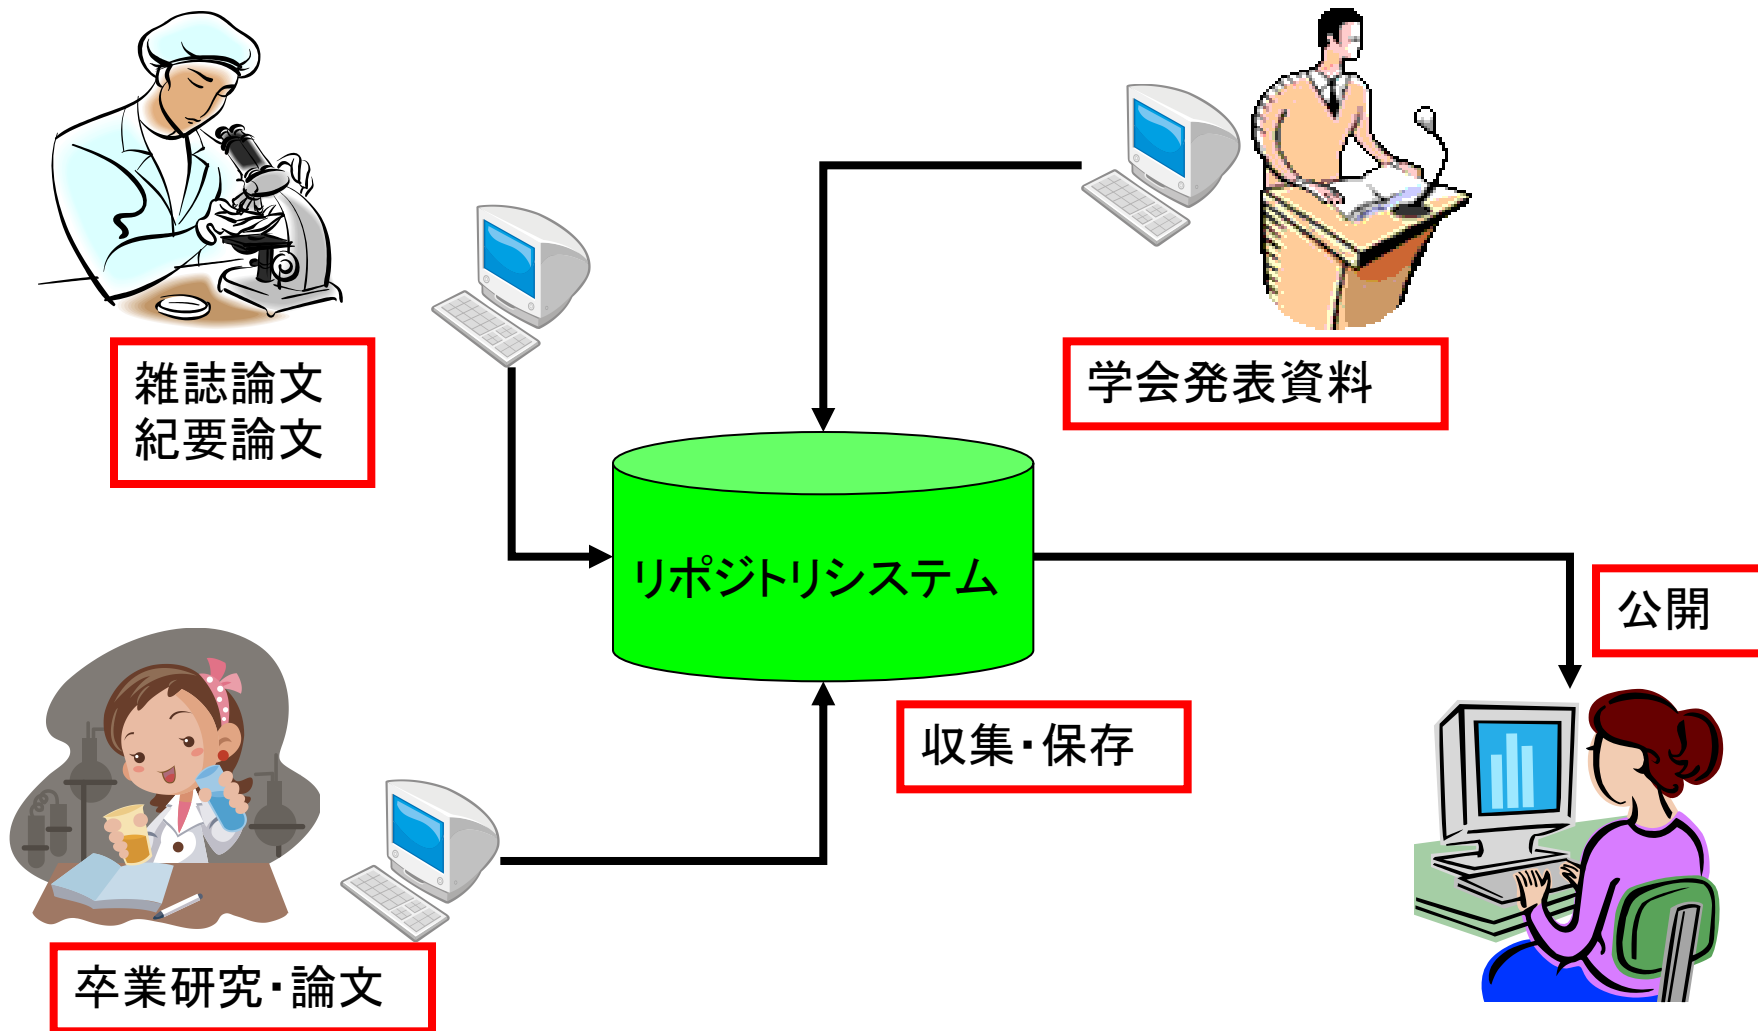 雑誌論文
紀要論文
学会発表資料
リポジトリシステム
公開
収集・保存
卒業研究・論文